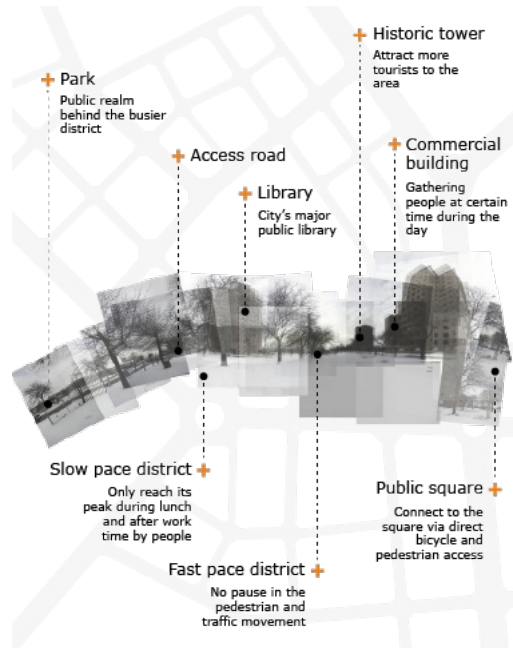 Historic tower
Attract more
tourists to the
area
Park
Public realm
behind the busier
district
Access road
Commercial
building
Gathering
people at certain
time during the
day
Library
City's major
public library
Slow pace district
Only reach its
peak during lunch
and after work
time by people
Public square
Connect to the
square via direct
bicycle and
pedestrian access
Fast pace district
No pause in the
pedestrian and
traffic movement